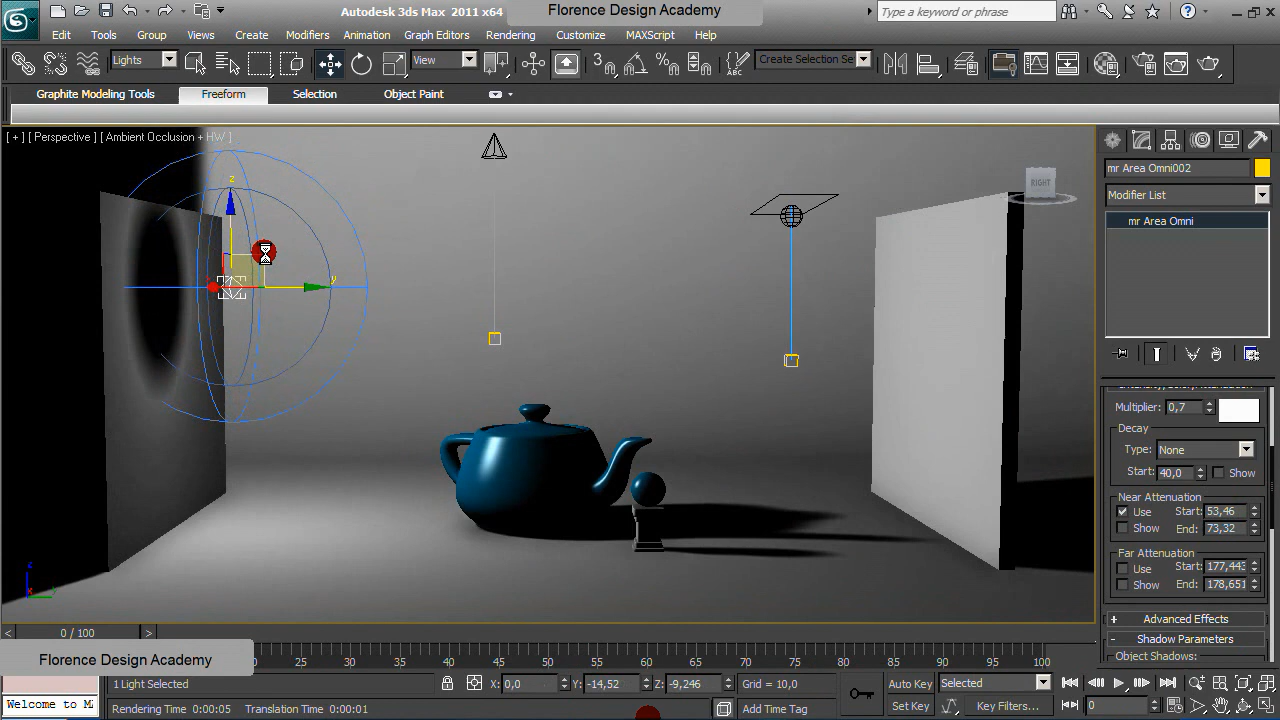 Autodesk 3ds Max 2011 x64
Florence Design Academy
Type a keyword or phrase
Edit Tools Group Views Create Modifiers Animation Graph Editors Rendering Customize MAXScript Help
Lights View 3 Create Selection Se
Graphite Modeling Tools Freeform Selection Object Paint
[ + ] [ Perspective ] [ Ambient Occlusion + HW ]
z
y
RIGHT
mr Area Omni002
Modifier List
mr Area Omni
Multiplier: 0,7
Decay
Type: None
Start: 40,0 Show
Near Attenuation
Use Start: 53,46
Show End: 73,32
Far Attenuation
Use Start: 177,443
Show End: 178,651
+ Advanced Effects
- Shadow Parameters
Object Shadows:
< 0 / 100 >
Florence Design Academy
20 25 30 35 40 45 50 55 60 65 70 75 80 85 90 95 100
1 Light Selected X: 0,0 Y: -14,52 Z: -9,246 Grid = 10,0 Auto Key Selected
Welcome to MA Rendering Time 0:00:05 Translation Time 0:00:01 Add Time Tag Set Key Key Filters... 0